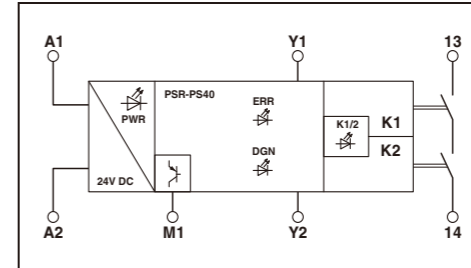 A1 Y1 13
PSR-PS40
ERR
PWR
K1/2 K1
DGN K2
24V DC
A2 M1 Y2 14